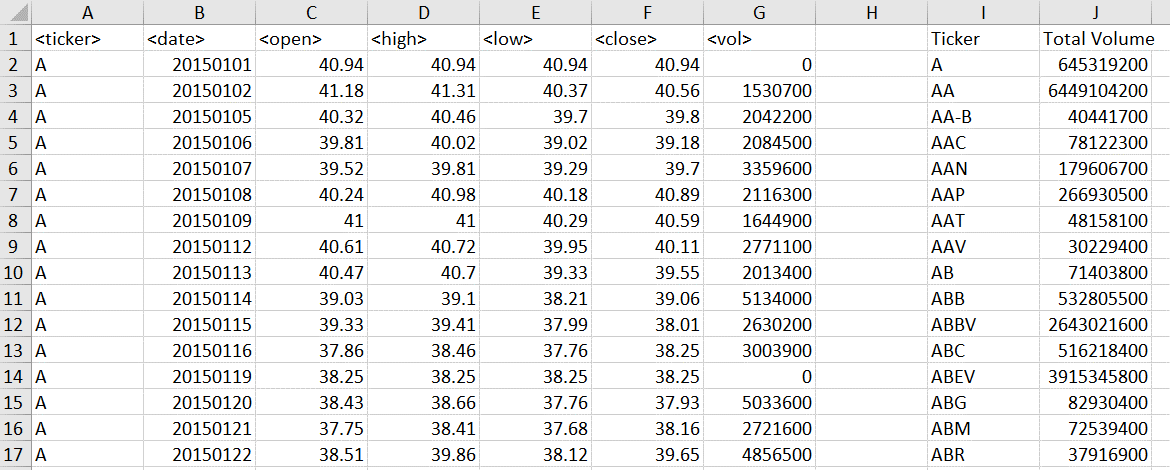 A B C D E F G H I J
1 <ticker> <date> <open> <high> <low> <close> <vol> Ticker Total Volume
2 A 20150101 40.94 40.94 40.94 40.94 0 A 645319200
3 A 20150102 41.18 41.31 40.37 40.56 1530700 AA 6449104200
4 A 20150105 40.32 40.46 39.7 39.8 2042200 AA-B 40441700
5 A 20150106 39.81 40.02 39.02 39.18 2084500 AAC 78122300
6 A 20150107 39.52 39.81 39.29 39.7 3359600 AAN 179606700
7 A 20150108 40.24 40.98 40.18 40.89 2116300 AAP 266930500
8 A 20150109 41 41 40.29 40.59 1644900 AAT 48158100
9 A 20150112 40.61 40.72 39.95 40.11 2771100 AAV 30229400
10 A 20150113 40.47 40.7 39.33 39.55 2013400 AB 71403800
11 A 20150114 39.03 39.1 38.21 39.06 5134000 ABB 532805500
12 A 20150115 39.33 39.41 37.99 38.01 2630200 ABBV 2643021600
13 A 20150116 37.86 38.46 37.76 38.25 3003900 ABC 516218400
14 A 20150119 38.25 38.25 38.25 38.25 0 ABEV 3915345800
15 A 20150120 38.43 38.66 37.76 37.93 5033600 ABG 82930400
16 A 20150121 37.75 38.41 37.68 38.16 2721600 ABM 72539400
17 A 20150122 38.51 39.86 38.12 39.65 4856500 ABR 37916900